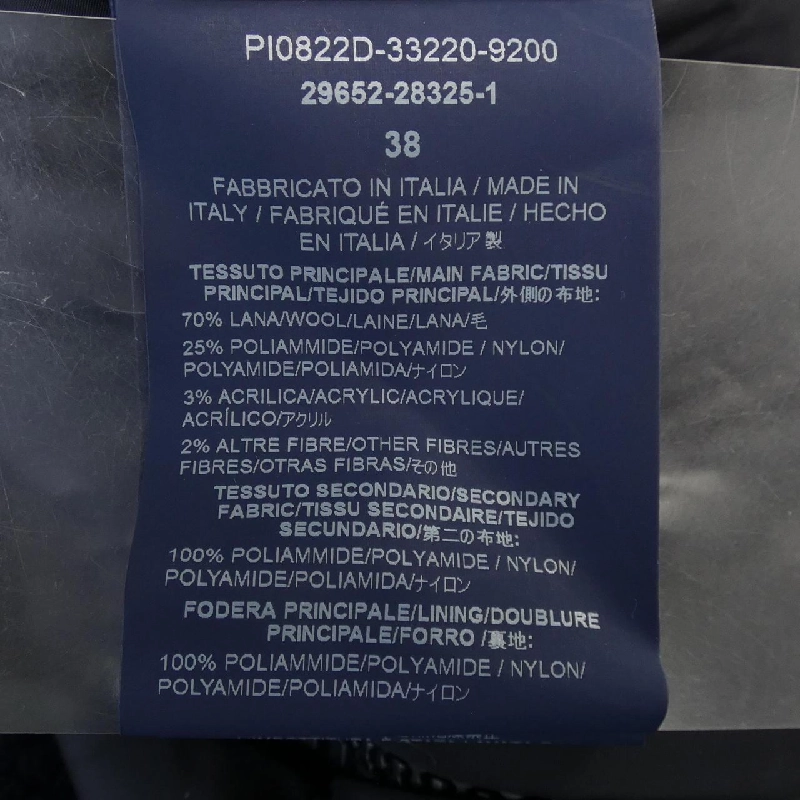 PI0822D-33220-9200
29652-28325-1
38
FABBRICATO IN ITALIA / MADE IN
ITALY / FABRIQUÉ EN ITALIE / HECHO
EN ITALIA / イタリア製
TESSUTO PRINCIPALE/MAIN FABRIC/TISSU
PRINCIPAL/TEJIDO PRINCIPAL/外側の布地:
70% LANA/WOOL/LAINE/LANA/毛
25% POLIAMMIDE/POLYAMIDE / NYLON/
POLYAMIDE/POLIAMIDA/ナイロン
3% ACRILICA/ACRYLIC/ACRYLIQUE/
ACRÍLICO/アクリル
2% ALTRE FIBRE/OTHER FIBRES/AUTRES
FIBRES/OTRAS FIBRAS/その他
TESSUTO SECONDARIO/SECONDARY
FABRIC/TISSU SECONDAIRE/TEJIDO
SECUNDARIO/第二の布地:
100% POLIAMMIDE/POLYAMIDE / NYLON/
POLYAMIDE/POLIAMIDA/ナイロン
FODERA PRINCIPALE/LINING/DOUBLURE
PRINCIPALE/FORRO /裏地:
100% POLIAMMIDE/POLYAMIDE / NYLON/
POLYAMIDE/POLIAMIDA/ナイロン